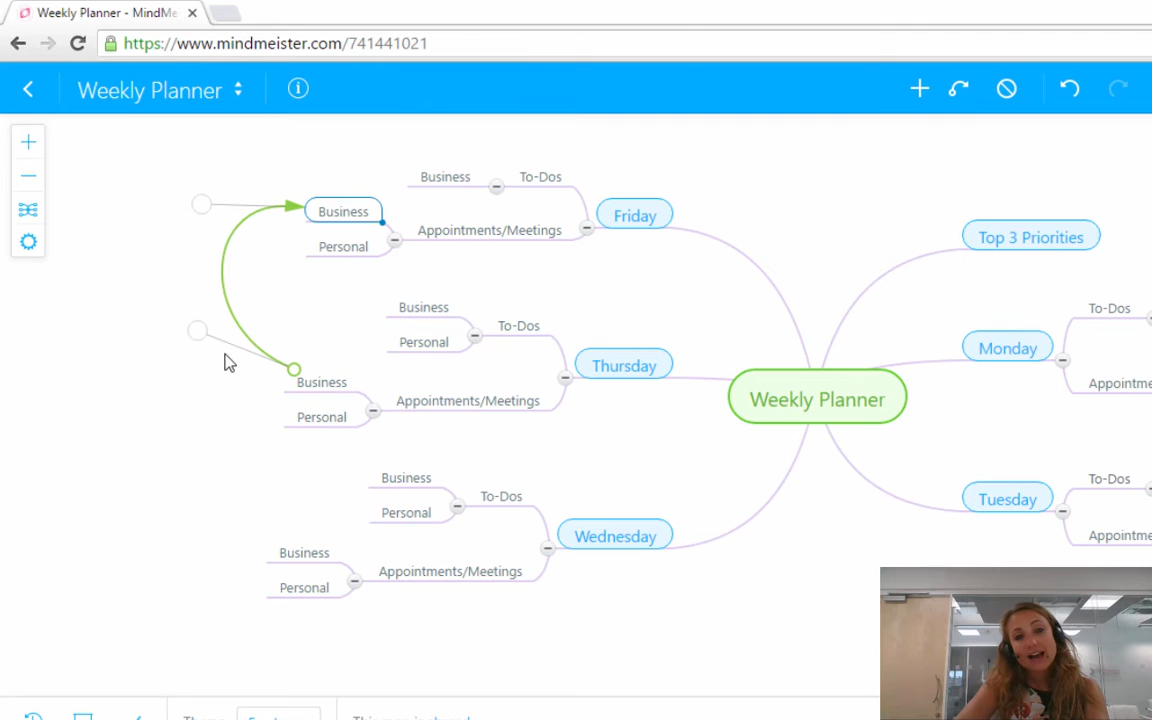 Weekly Planner - MindMe
https://www.mindmeister.com/741441021
Weekly Planner
Business
To-Dos
Friday
Business
Appointments/Meetings
Personal
Business
To-Dos
Personal
Thursday
Business
Appointments/Meetings
Personal
Business
To-Dos
Personal
Wednesday
Business
Appointments/Meetings
Personal
Weekly Planner
Top 3 Priorities
To-Dos
Monday
Appointme
To-Dos
Tuesday
Appointme